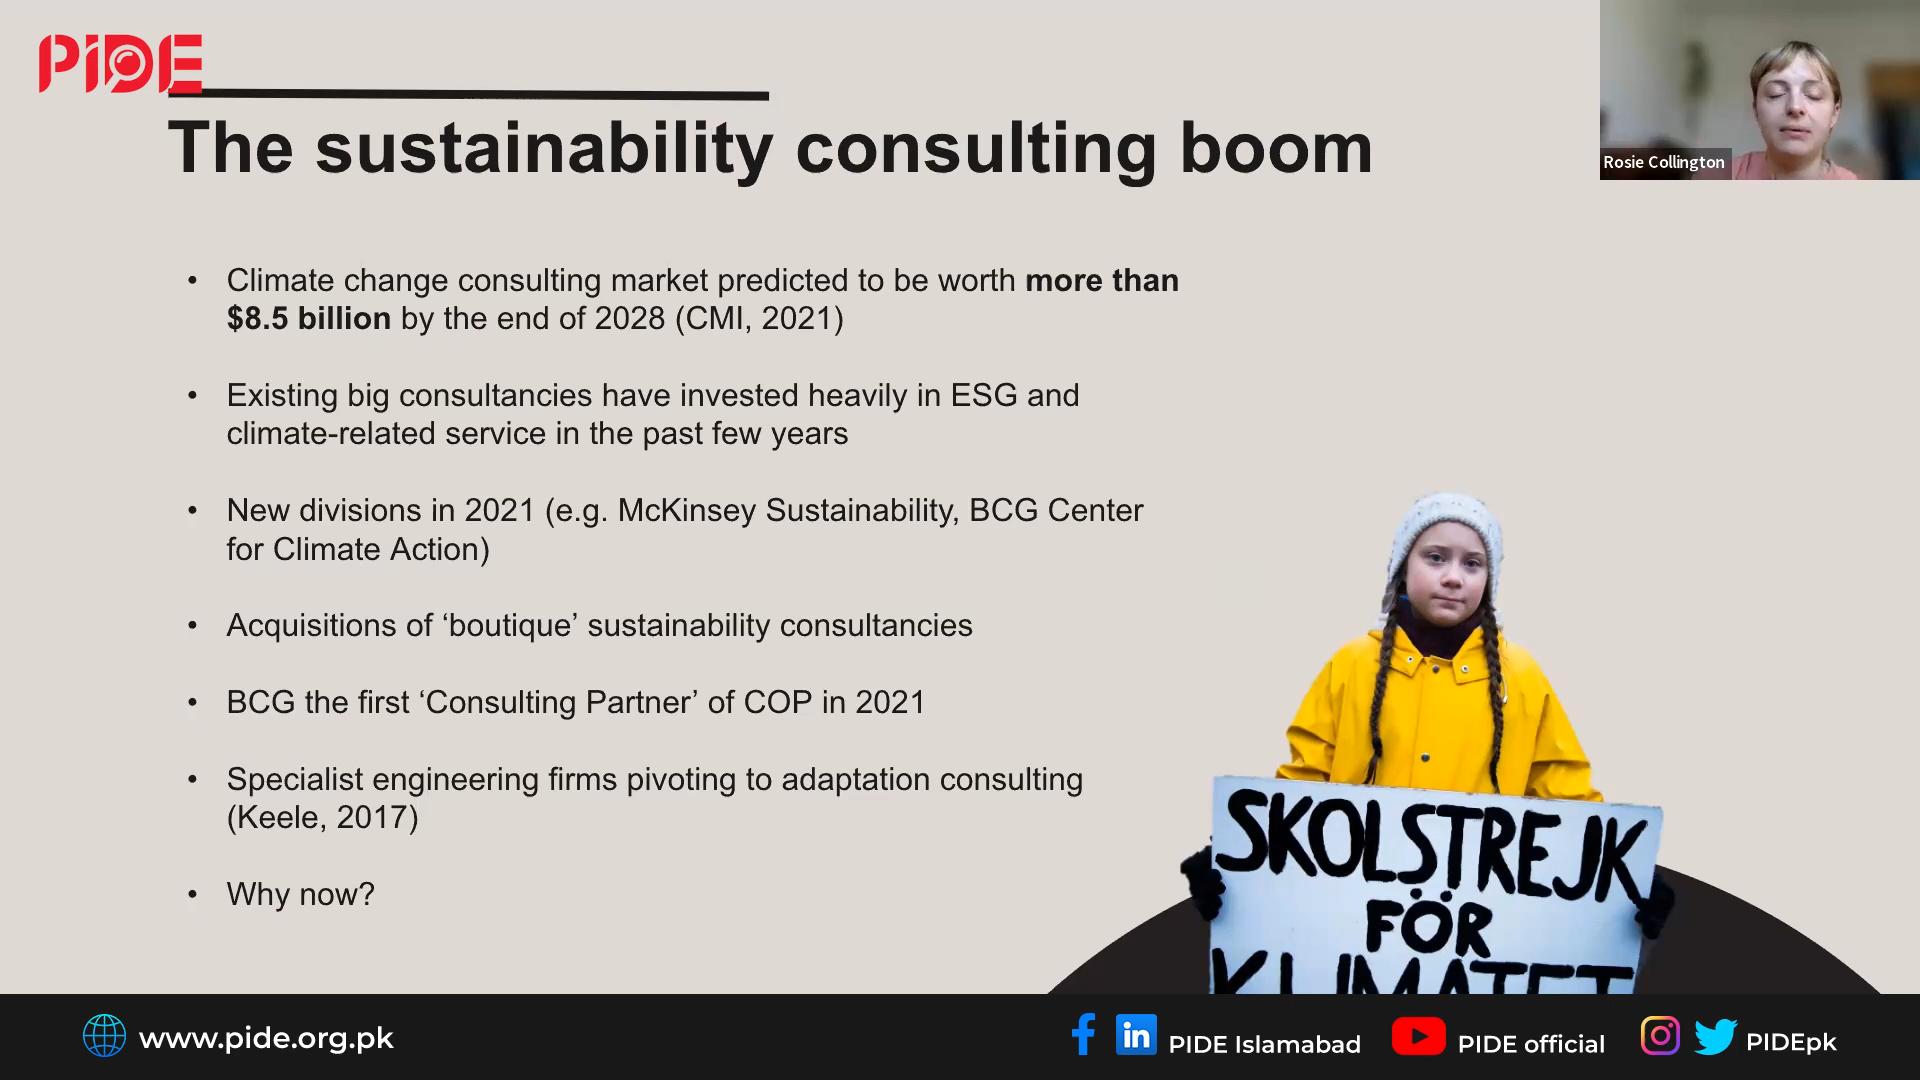 PIDE
The sustainability consulting boom
Rosie Collington
• Climate change consulting market predicted to be worth more than
$8.5 billion by the end of 2028 (CMI, 2021)
• Existing big consultancies have invested heavily in ESG and
climate-related service in the past few years
• New divisions in 2021 (e.g. McKinsey Sustainability, BCG Center
for Climate Action)
• Acquisitions of ‘boutique’ sustainability consultancies
• BCG the first ‘Consulting Partner’ of COP in 2021
• Specialist engineering firms pivoting to adaptation consulting
(Keele, 2017)
• Why now?
SKOLSTREJK
FÖR
KLIMATET
www.pide.org.pk
in PIDE Islamabad
PIDE official
PIDEpk